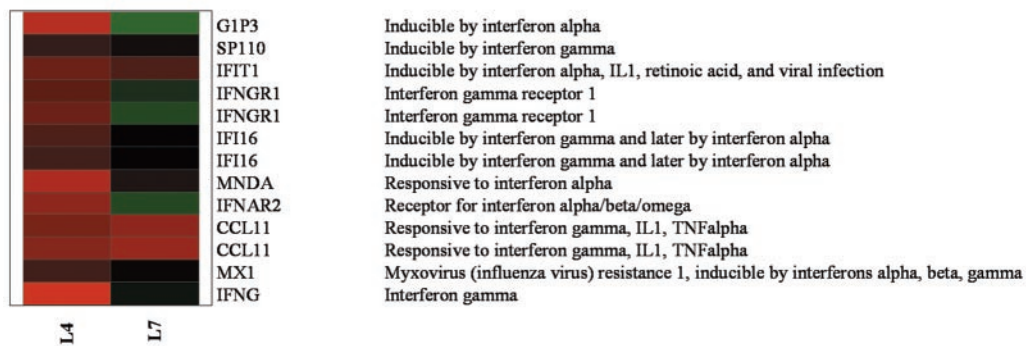 G1P3 Inducible by interferon alpha
SP110 Inducible by interferon gamma
IFIT1 Inducible by interferon alpha, IL1, retinoic acid, and viral infection
IFNGR1 Interferon gamma receptor 1
IFNGR1 Interferon gamma receptor 1
IFI16 Inducible by interferon gamma and later by interferon alpha
IFI16 Inducible by interferon gamma and later by interferon alpha
MNDA Responsive to interferon alpha
IFNAR2 Receptor for interferon alpha/beta/omega
CCL11 Responsive to interferon gamma, IL1, TNFalpha
CCL11 Responsive to interferon gamma, IL1, TNFalpha
MX1 Myxovirus (influenza virus) resistance 1, inducible by interferons alpha, beta, gamma
IFNG Interferon gamma
L4 L7